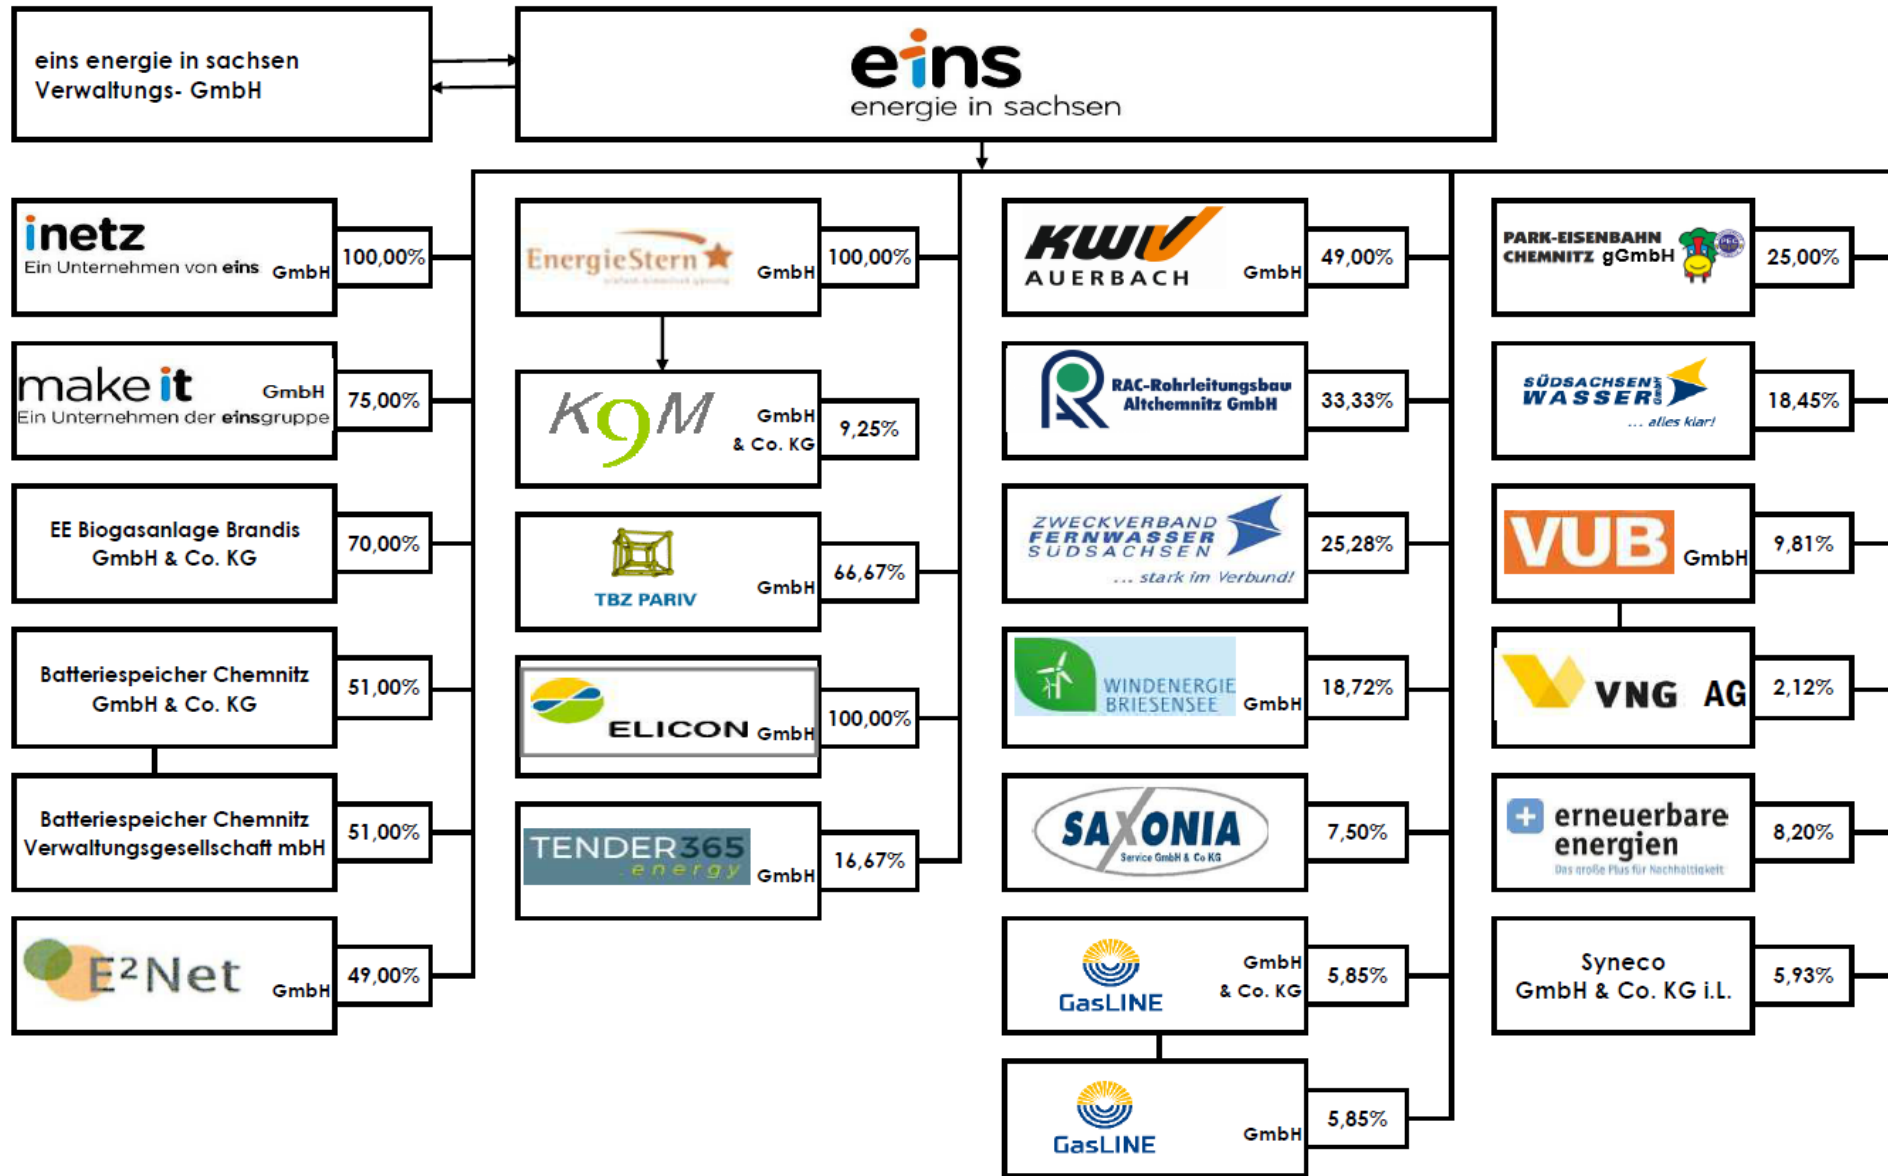 eins energie in sachsen
Verwaltungs- GmbH
eins
energie in sachsen
inetz
Ein Unternehmen von eins GmbH
100,00%
make it GmbH
Ein Unternehmen der einsgruppe
75,00%
EE Biogasanlage Brandis
GmbH & Co. KG
70,00%
Batteriespeicher Chemnitz
GmbH & Co. KG
51,00%
Batteriespeicher Chemnitz
Verwaltungsgesellschaft mbH
51,00%
E²Net GmbH
49,00%
EnergieStern
GmbH
100,00%
K9M
GmbH
& Co. KG
9,25%
TBZ PARIV
GmbH
66,67%
ELICON GmbH
100,00%
TENDER365
.energy GmbH
16,67%
KWV
AUERBACH GmbH
49,00%
RAC-Rohrleitungsbau
Altchemnitz GmbH
33,33%
ZWECKVERBAND
FERNWASSER
SÜDSACHSEN
... stark im Verbund!
25,28%
WINDENERGIE
BRIESENSEE GmbH
18,72%
SAXONIA
Service GmbH & Co KG
7,50%
GasLINE
GmbH
& Co. KG
5,85%
GasLINE
GmbH
5,85%
PARK-EISENBAHN
CHEMNITZ gGmbH
25,00%
SÜDSACHSEN
WASSER GmbH
... alles klar!
18,45%
VUB GmbH
9,81%
VNG AG
2,12%
erneuerbare
energien
Das große Plus für Nachhaltigkeit
8,20%
Syneco
GmbH & Co. KG i.L.
5,93%